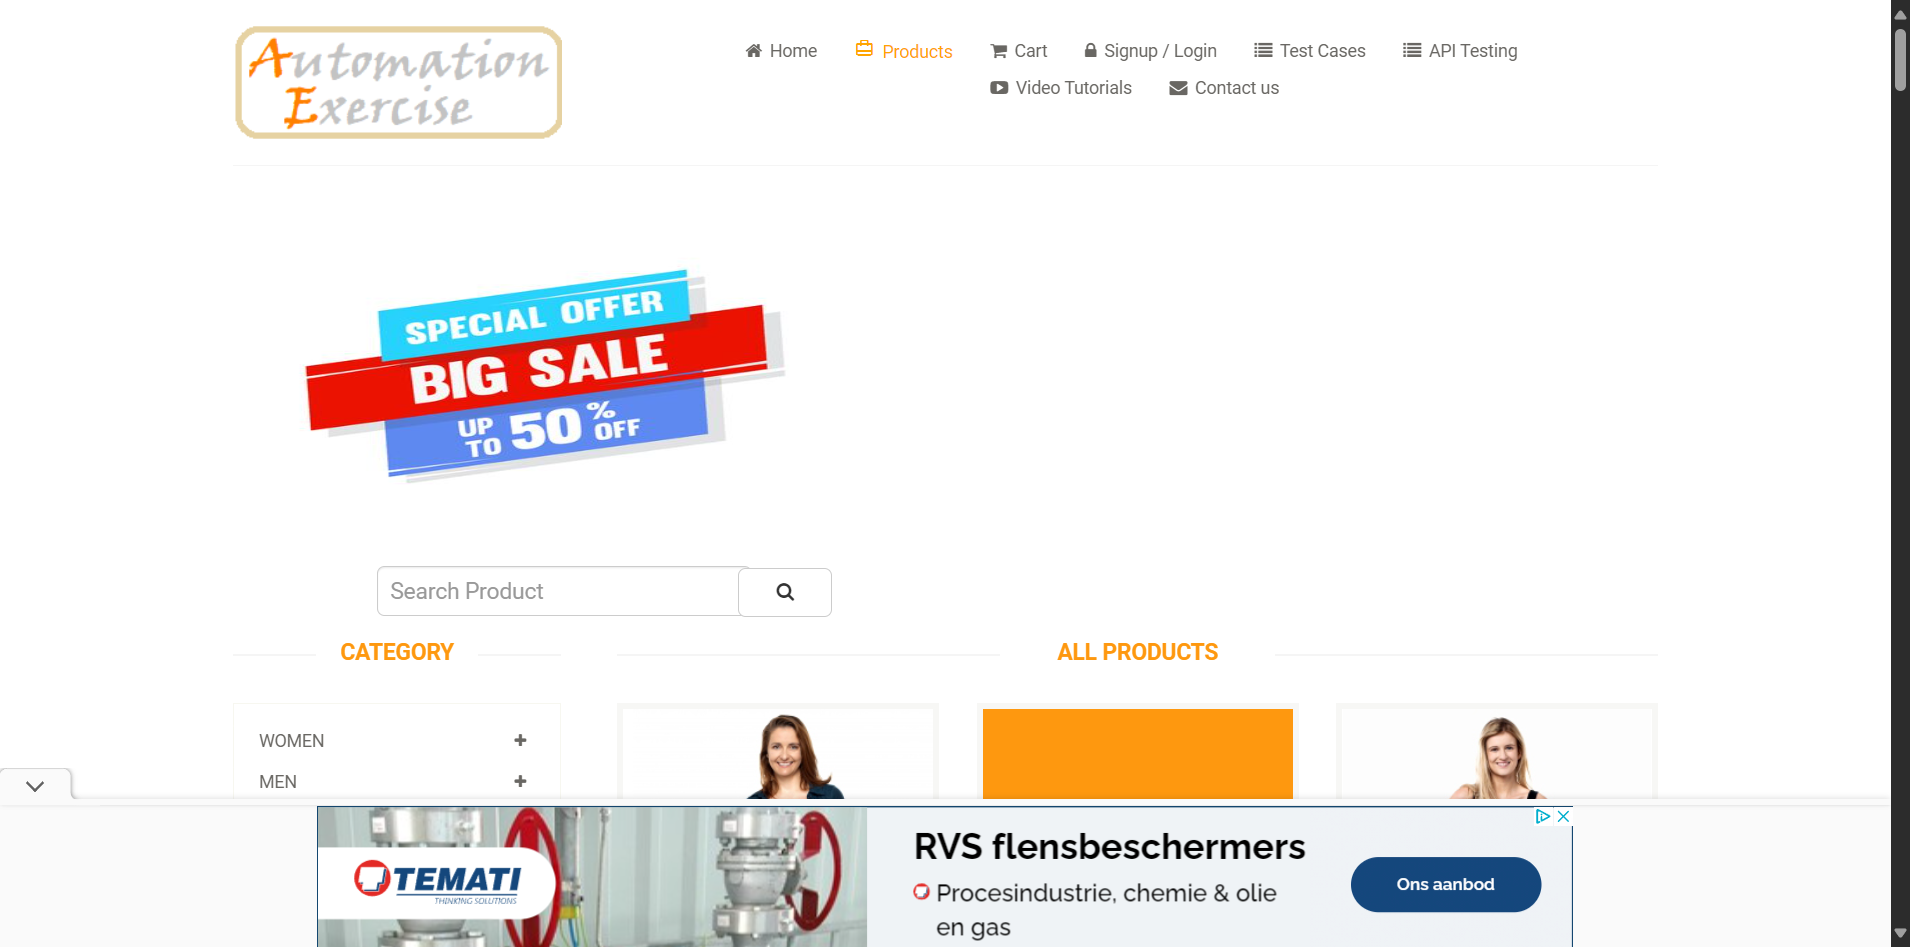 Automation
Exercise
Home
Products
Cart
Signup / Login
Test Cases
API Testing
Video Tutorials
Contact us
SPECIAL OFFER
BIG SALE
UP TO 50% OFF
Search Product
CATEGORY
ALL PRODUCTS
WOMEN
MEN
TEMATI
THINKING SOLUTIONS
RVS flensbeschermers
Procesindustrie, chemie & olie
en gas
Ons aanbod